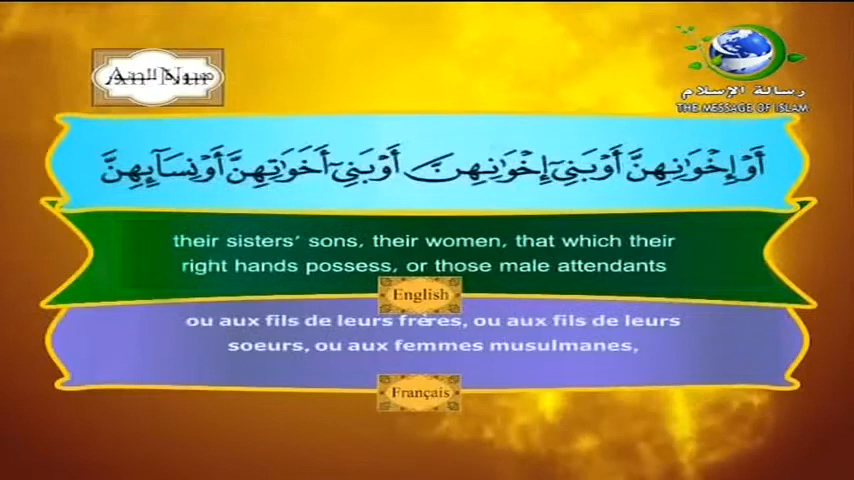 رسالة الإسلام
THE MESSAGE OF ISLAM
أَوْ إِخْوَٰنِهِنَّ أَوْ بَنِىٓ إِخْوَٰنِهِنَّ أَوْ بَنِىٓ أَخَوَٰتِهِنَّ أَوْ نِسَآئِهِنَّ
their sisters' sons, their women, that which their
right hands possess, or those male attendants
English
ou aux fils de leurs frères, ou aux fils de leurs
soeurs, ou aux femmes musulmanes,
Français